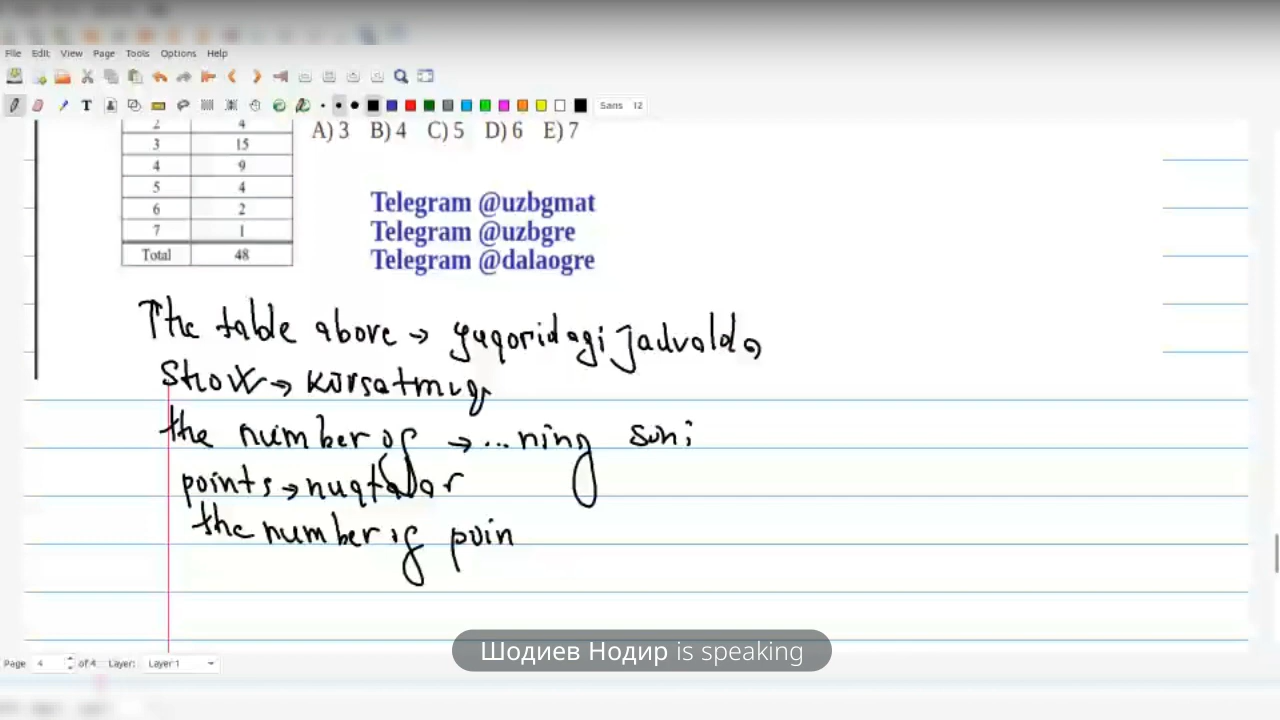 File Edit View Page Tools Options Help
T Sans 12
2 4
3 15
4 9
5 4
6 2
7 1
Total 48
A) 3 B) 4 C) 5 D) 6 E) 7
Telegram @uzbgmat
Telegram @uzbgre
Telegram @dalaogre
The table above → yuqoridagi jadvalda
Show → kürsatmuq
the number of → ...ning suni
points → nuqtalar
the number of poin
Page 4 of 4 Layer: Layer 1
Шодиев Нодир is speaking